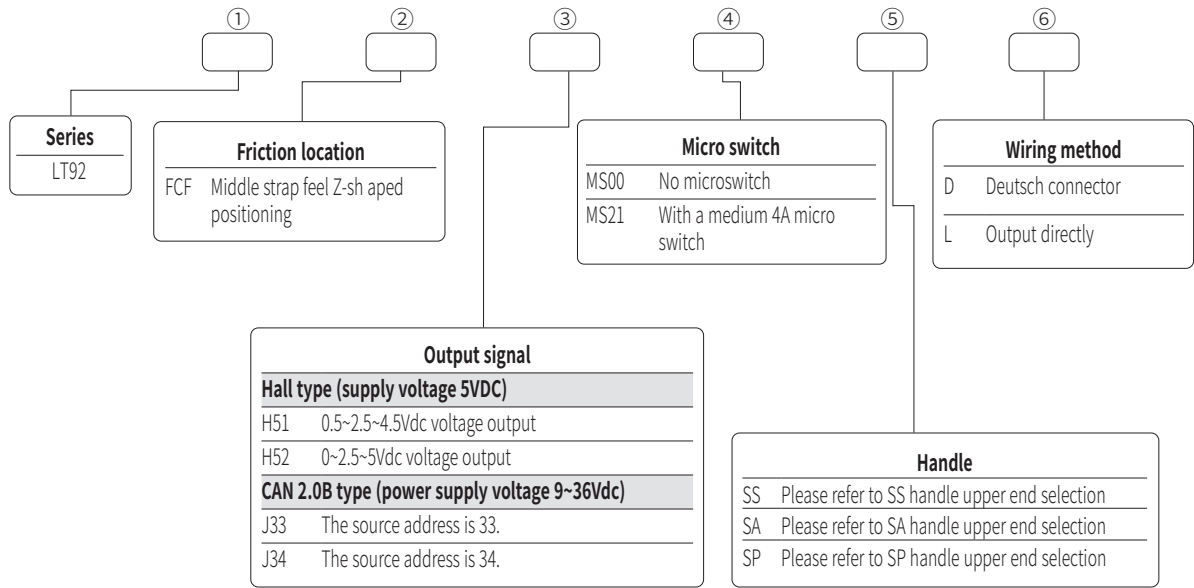 ① ② ③ ④ ⑤ ⑥
Series
LT92
Friction location
FCF Middle strap feel Z-sh aped
positioning
Micro switch
MS00 No microswitch
MS21 With a medium 4A micro
switch
Wiring method
D Deutsch connector
L Output directly
Output signal
Hall type (supply voltage 5VDC)
H51 0.5~2.5~4.5Vdc voltage output
H52 0~2.5~5Vdc voltage output
CAN 2.0B type (power supply voltage 9~36Vdc)
J33 The source address is 33.
J34 The source address is 34.
Handle
SS Please refer to SS handle upper end selection
SA Please refer to SA handle upper end selection
SP Please refer to SP handle upper end selection